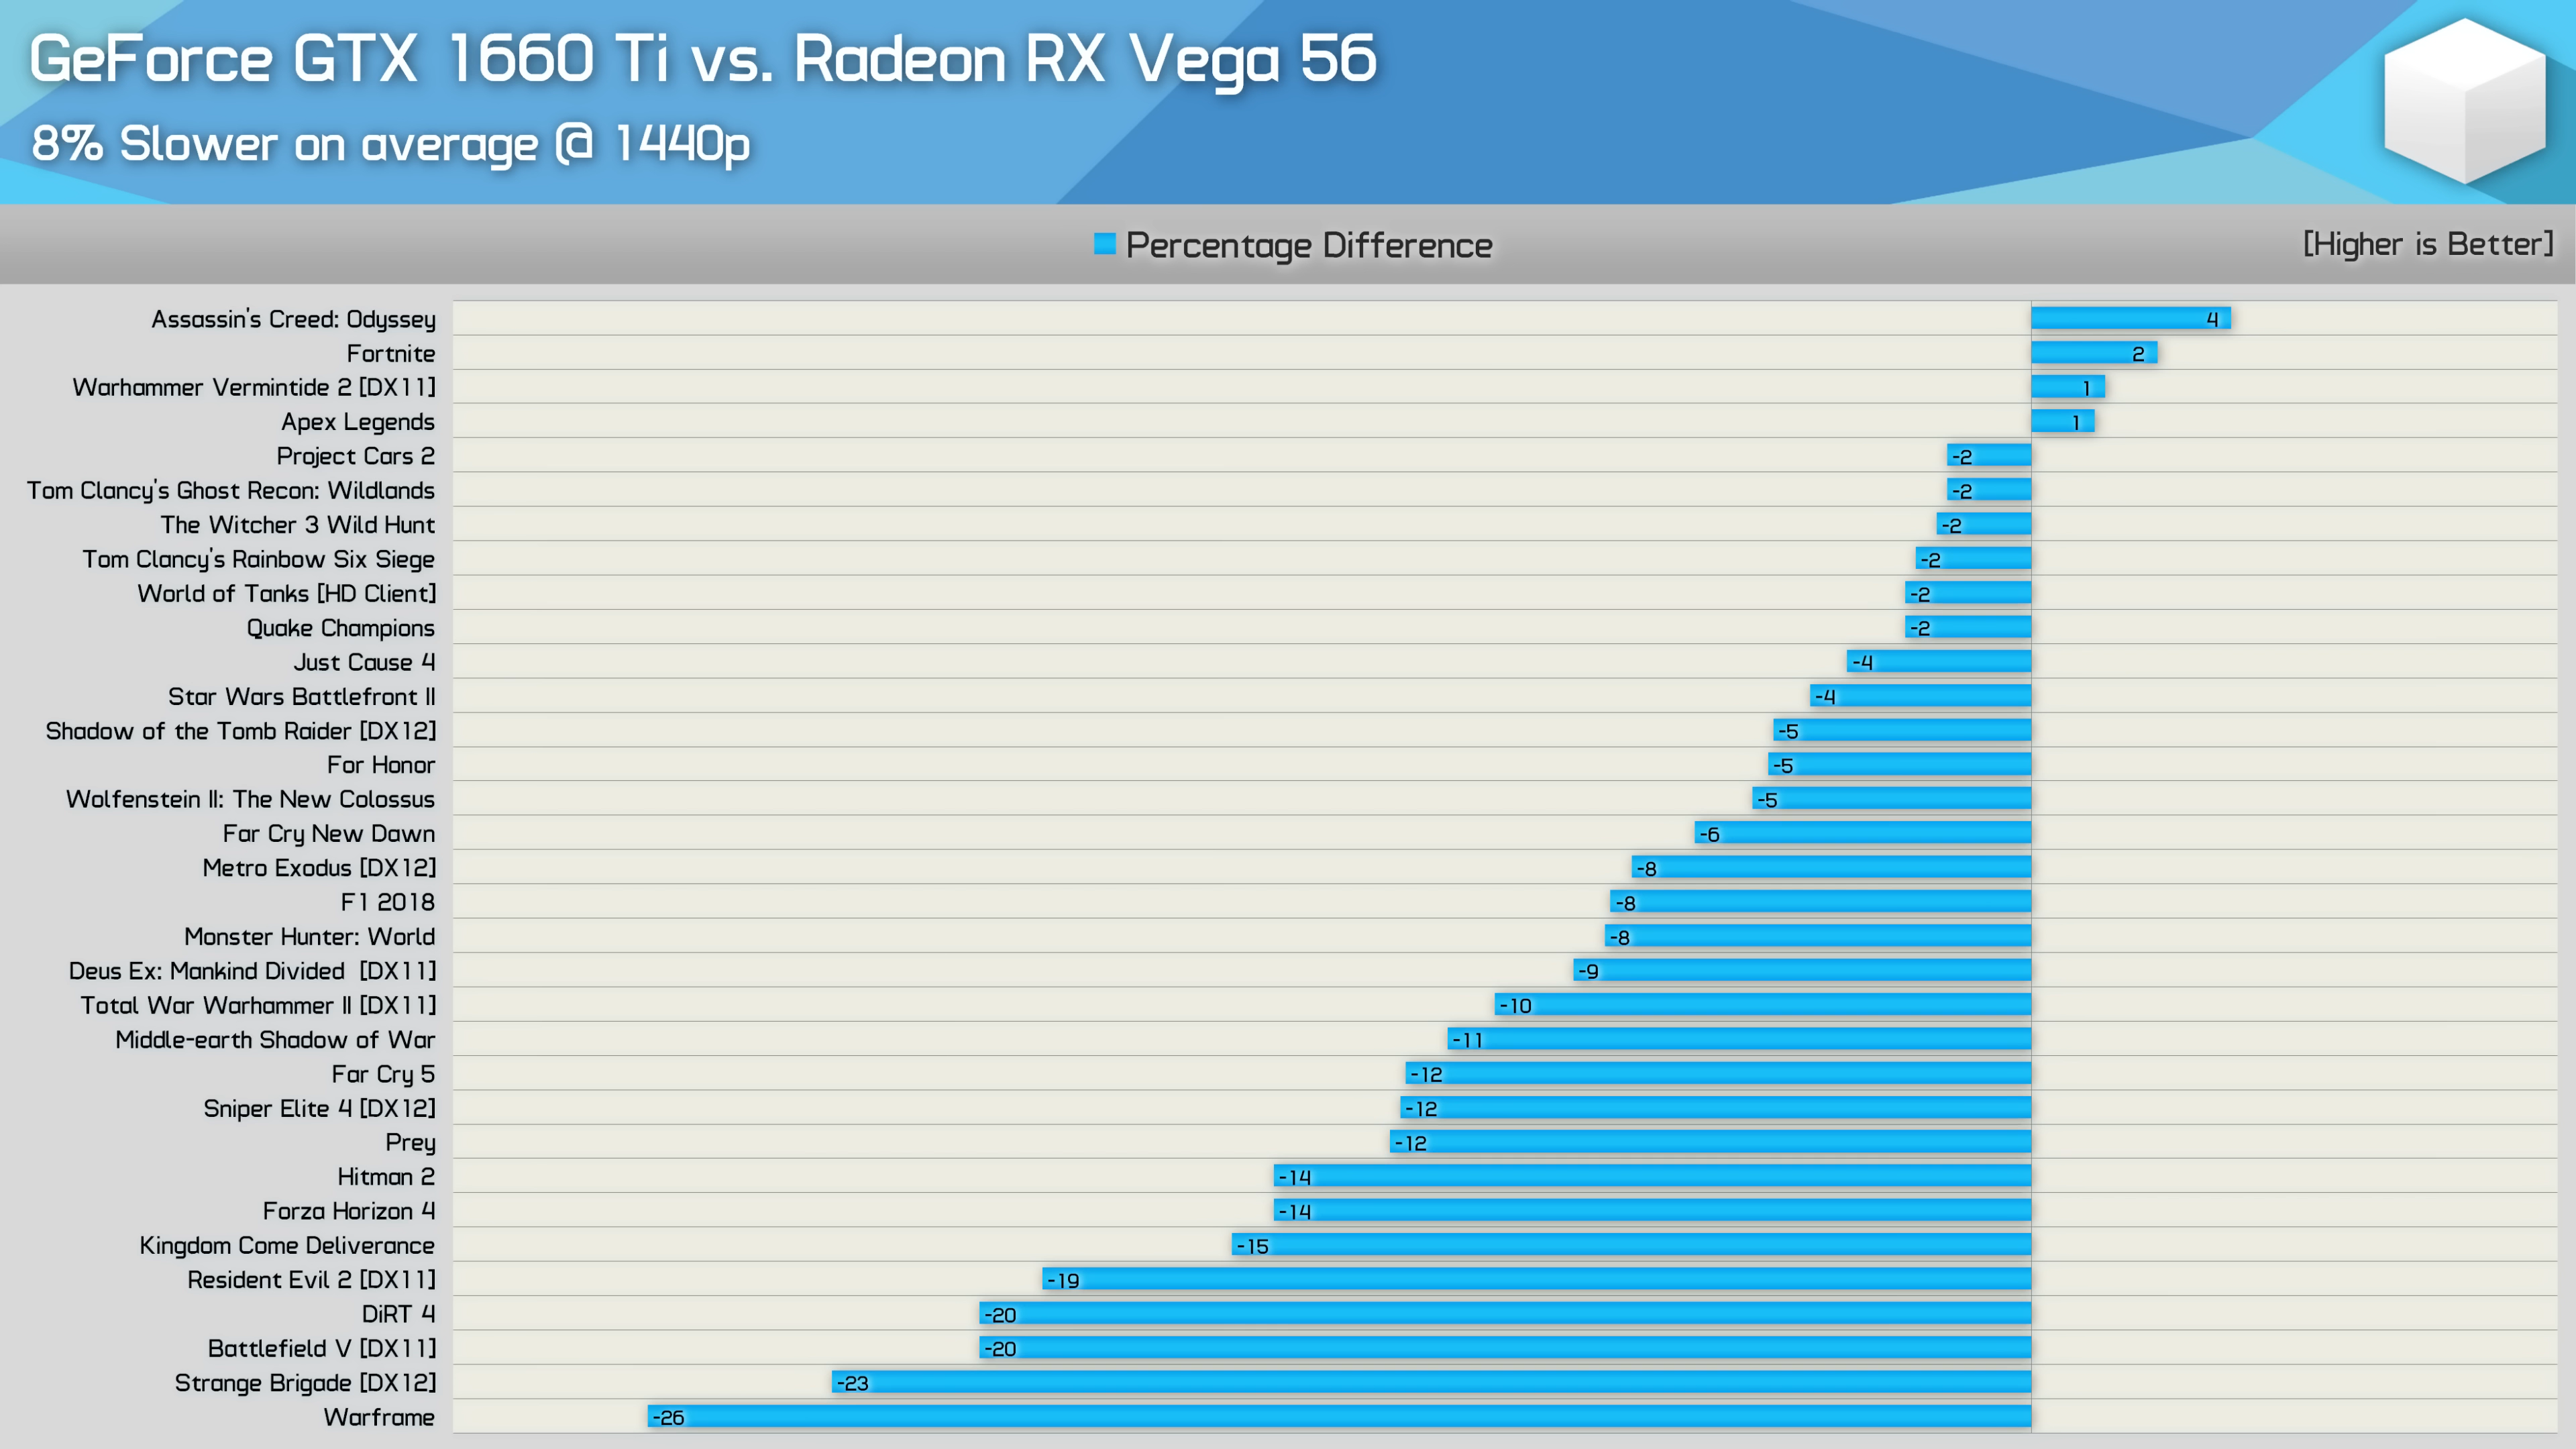 GeForce GTX 1660 Ti vs. Radeon RX Vega 56
8% Slower on average @ 1440p
Percentage Difference
[Higher is Better]
Assassin's Creed: Odyssey 4
Fortnite 2
Warhammer Vermintide 2 [DX11] 1
Apex Legends 1
Project Cars 2 -2
Tom Clancy's Ghost Recon: Wildlands -2
The Witcher 3 Wild Hunt -2
Tom Clancy's Rainbow Six Siege -2
World of Tanks [HD Client] -2
Quake Champions -2
Just Cause 4 -4
Star Wars Battlefront II -4
Shadow of the Tomb Raider [DX12] -5
For Honor -5
Wolfenstein II: The New Colossus -5
Far Cry New Dawn -6
Metro Exodus [DX12] -8
F1 2018 -8
Monster Hunter: World -8
Deus Ex: Mankind Divided [DX11] -9
Total War Warhammer II [DX11] -10
Middle-earth Shadow of War -11
Far Cry 5 -12
Sniper Elite 4 [DX12] -12
Prey -12
Hitman 2 -14
Forza Horizon 4 -14
Kingdom Come Deliverance -15
Resident Evil 2 [DX11] -19
DiRT 4 -20
Battlefield V [DX11] -20
Strange Brigade [DX12] -23
Warframe -26